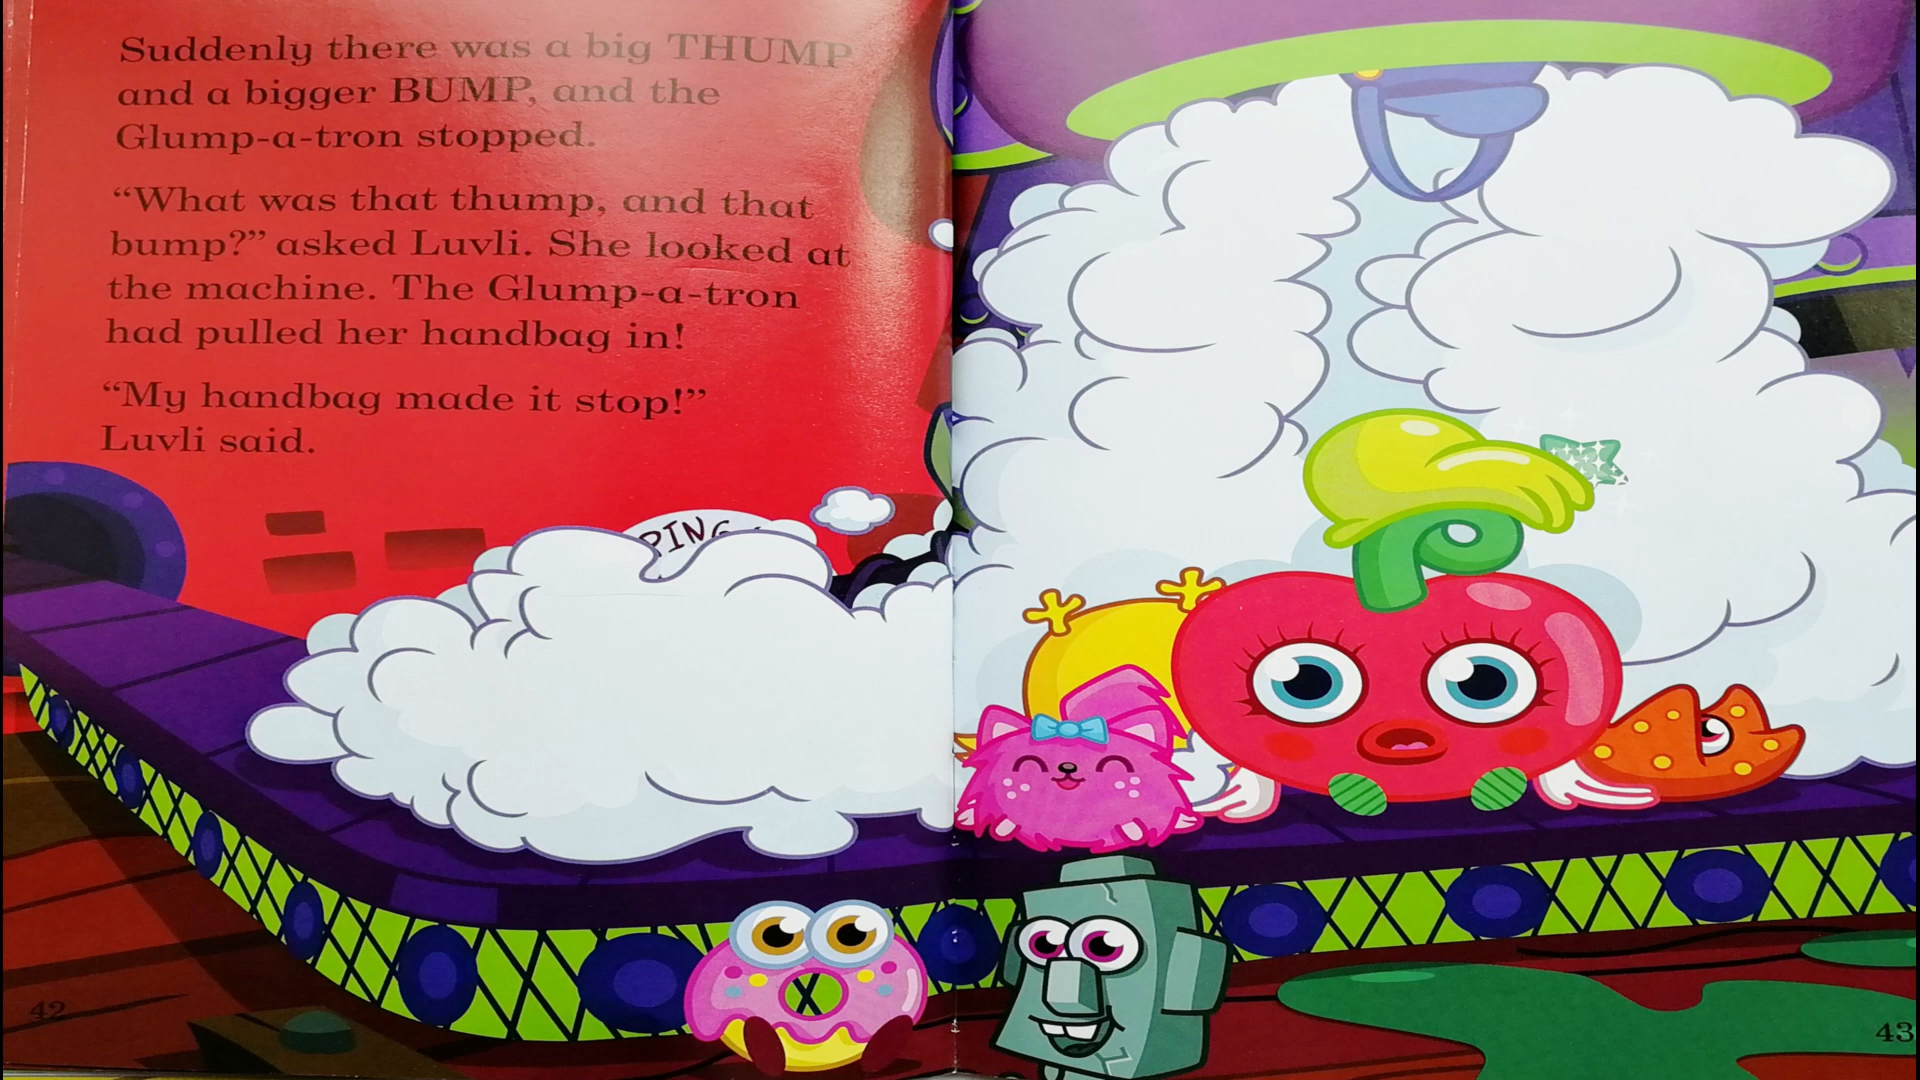 Suddenly there was a big THUMP
and a bigger BUMP, and the
Glump-a-tron stopped.
“What was that thump, and that
bump?” asked Luvli. She looked at
the machine. The Glump-a-tron
had pulled her handbag in!
“My handbag made it stop!”
Luvli said.
42
43